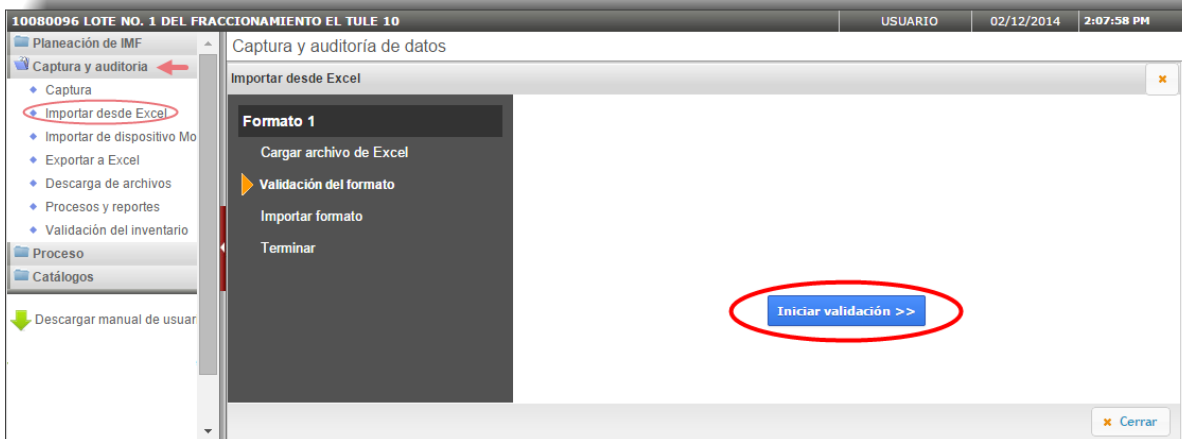 10080096 LOTE NO. 1 DEL FRACCIONAMIENTO EL TULE 10 USUARIO 02/12/2014 2:07:58 PM
Planeación de IMF
Captura y auditoria
Captura
Importar desde Excel
Importar de dispositivo Mo
Exportar a Excel
Descarga de archivos
Procesos y reportes
Validación del inventario
Proceso
Catálogos
Descargar manual de usuar
Captura y auditoría de datos
Importar desde Excel
Formato 1
Cargar archivo de Excel
Validación del formato
Importar formato
Terminar
Iniciar validación >>
Cerrar